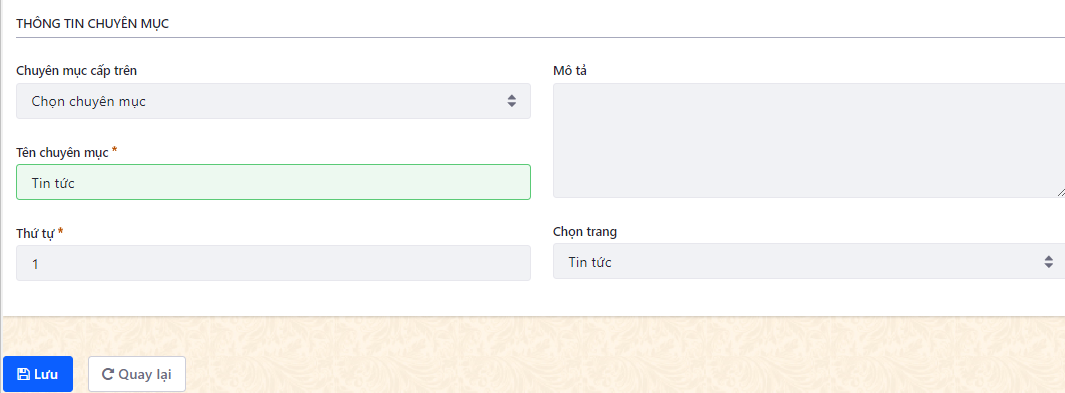 THÔNG TIN CHUYÊN MỤC
Chuyên mục cấp trên
Chọn chuyên mục
Tên chuyên mục *
Tin tức
Thứ tự *
1
Mô tả
Chọn trang
Tin tức
Lưu
Quay lại